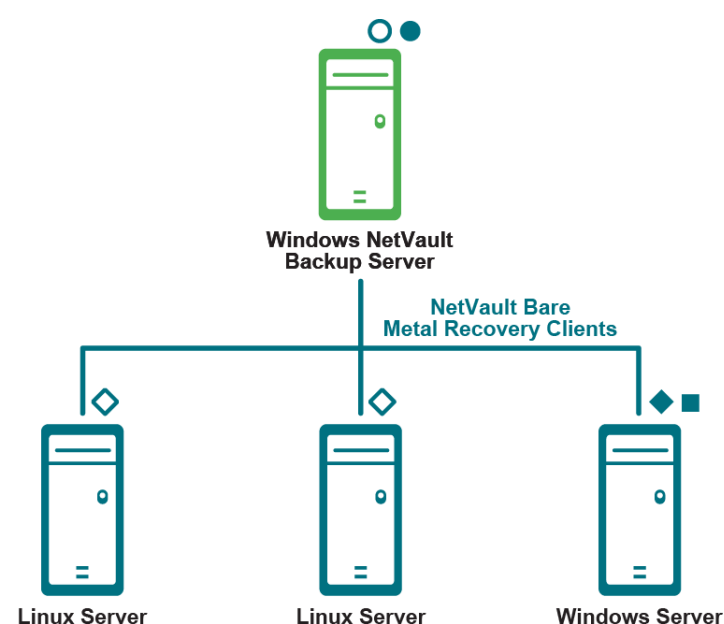 Windows NetVault
Backup Server
NetVault Bare
Metal Recovery Clients
Linux Server
Linux Server
Windows Server